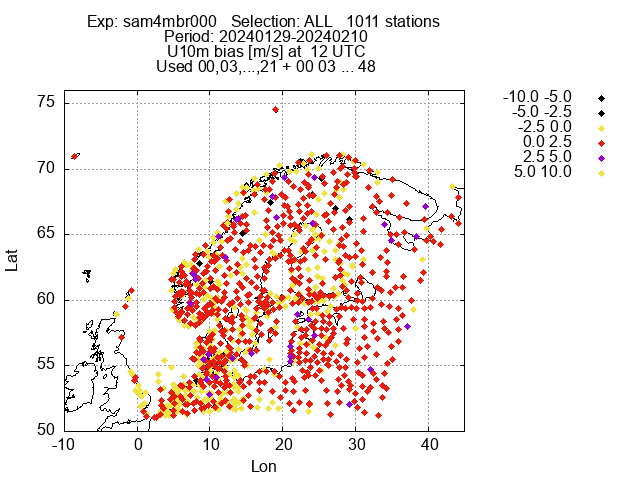 Exp: sam4mbr000   Selection: ALL   1011 stations
Period: 20240129-20240210
U10m bias [m/s] at  12 UTC
Used 00,03,...,21 + 00 03 ... 48
-10.0 -5.0
-5.0 -2.5
-2.5 0.0
0.0 2.5
2.5 5.0
5.0 10.0
75
70
65
60
55
50
Lat
-10 0 10 20 30 40
Lon